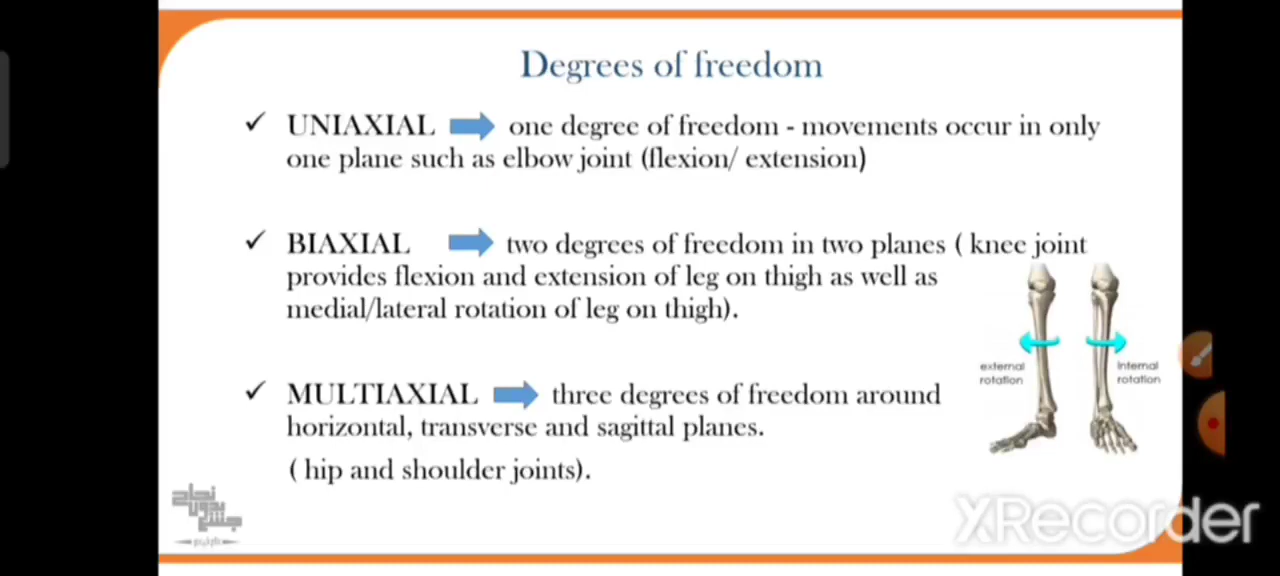 Degrees of freedom
✓ UNIAXIAL ➡ one degree of freedom - movements occur in only
one plane such as elbow joint (flexion/ extension)
✓ BIAXIAL ➡ two degrees of freedom in two planes ( knee joint
provides flexion and extension of leg on thigh as well as
medial/lateral rotation of leg on thigh).
external
rotation
internal
rotation
✓ MULTIAXIAL ➡ three degrees of freedom around
horizontal, transverse and sagittal planes.
( hip and shoulder joints).
XRecorder